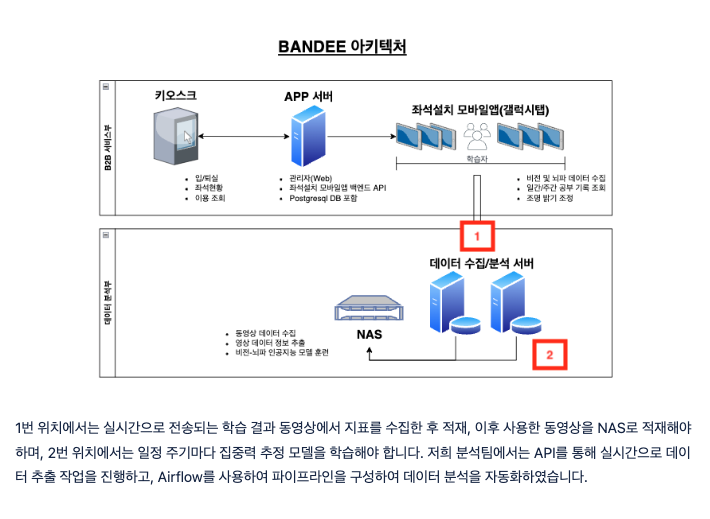 BANDEE 아키텍처
B2B 서비스부
키오스크
APP 서버
좌석설치 모바일앱(갤럭시탭)
학습자
• 입/퇴실
• 좌석현황
• 이용 조회
• 관리자(Web)
• 좌석설치 모바일앱 백엔드 API
• Postgresql DB 포함
• 비전 및 뇌파 데이터 수집
• 일간/주간 공부 기록 조회
• 조명 밝기 조정
1
데이터 분석부
데이터 수집/분석 서버
NAS
• 동영상 데이터 수집
• 영상 데이터 정보 추출
• 비전-뇌파 인공지능 모델 훈련
2
1번 위치에서는 실시간으로 전송되는 학습 결과 동영상에서 지표를 수집한 후 적재, 이후 사용한 동영상을 NAS로 적재해야
하며, 2번 위치에서는 일정 주기마다 집중력 추정 모델을 학습해야 합니다. 저희 분석팀에서는 API를 통해 실시간으로 데이
터 추출 작업을 진행하고, Airflow를 사용하여 파이프라인을 구성하여 데이터 분석을 자동화하였습니다.